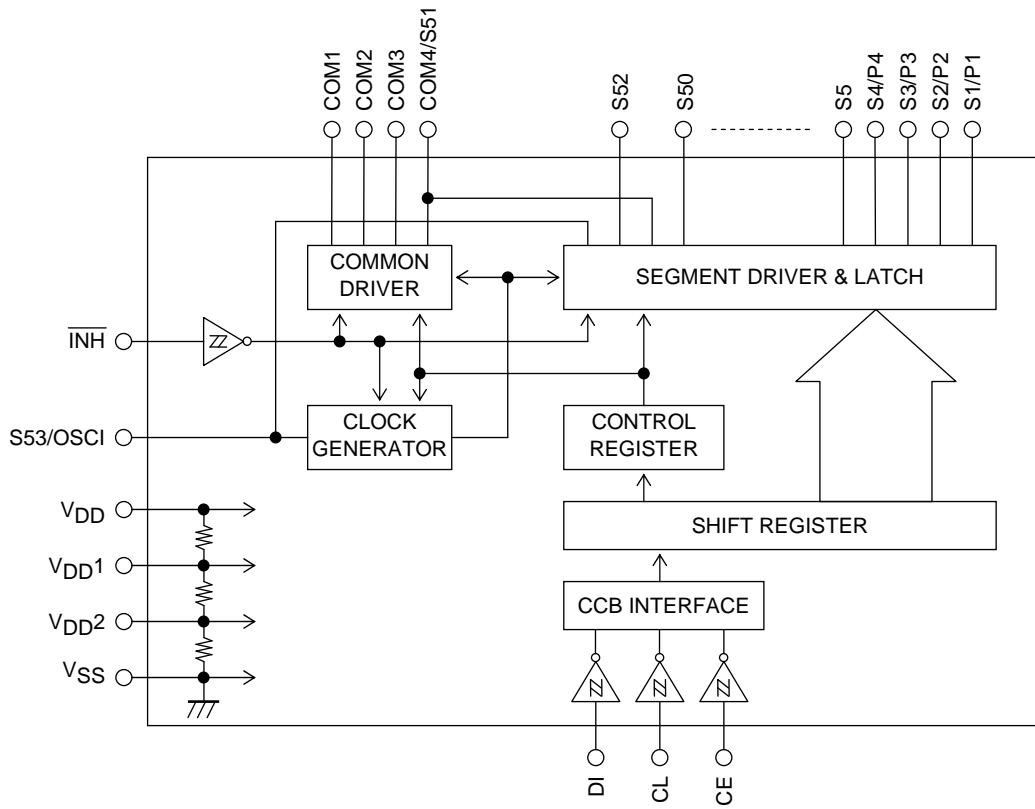 COM1
COM2
COM3
COM4/S51
S52
S50
S5
S4/P4
S3/P3
S2/P2
S1/P1
COMMON
DRIVER
SEGMENT DRIVER & LATCH
INH
S53/OSCI
CLOCK
GENERATOR
CONTROL
REGISTER
VDD
SHIFT REGISTER
VDD1
CCB INTERFACE
VDD2
VSS
DI
CL
CE